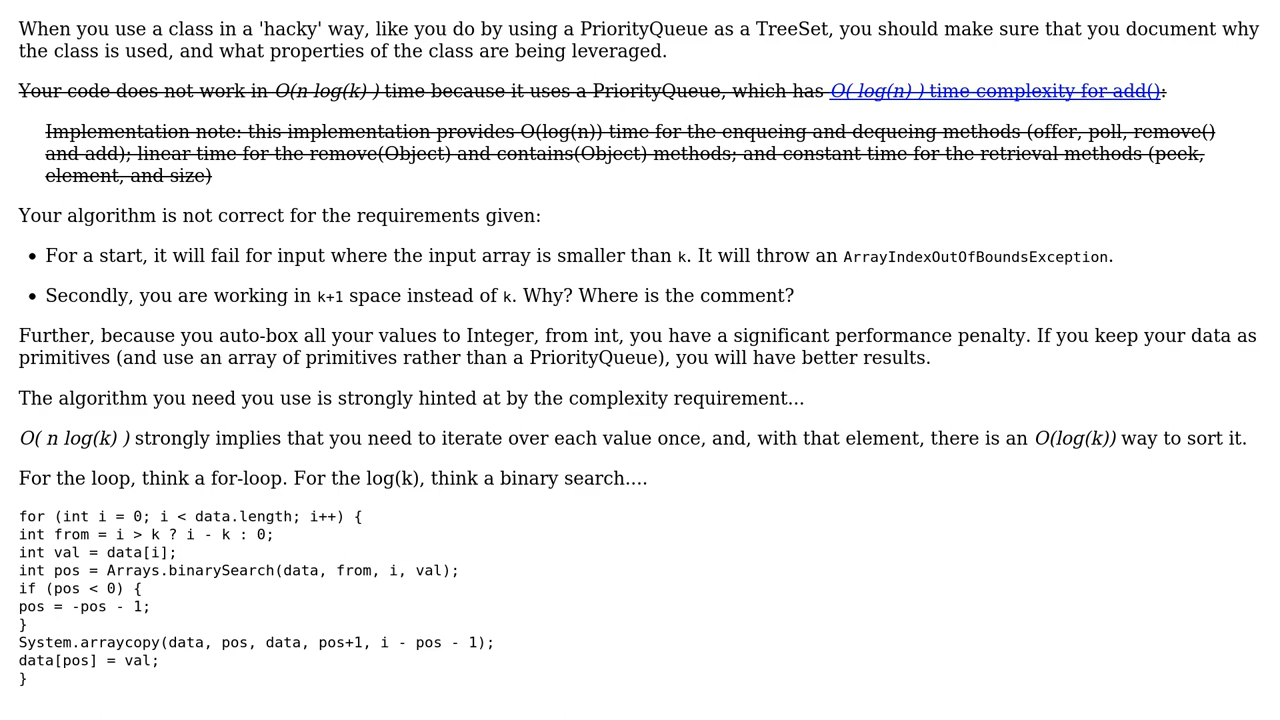 When you use a class in a 'hacky' way, like you do by using a PriorityQueue as a TreeSet, you should make sure that you document why
the class is used, and what properties of the class are being leveraged.
Your code does not work in O(n log(k) ) time because it uses a PriorityQueue, which has O( log(n) ) time complexity for add():
Implementation note: this implementation provides O(log(n)) time for the enqueing and dequeing methods (offer, poll, remove()
and add); linear time for the remove(Object) and contains(Object) methods; and constant time for the retrieval methods (peek,
element, and size)
Your algorithm is not correct for the requirements given:
• For a start, it will fail for input where the input array is smaller than k. It will throw an ArrayIndexOutOfBoundsException.
• Secondly, you are working in k+1 space instead of k. Why? Where is the comment?
Further, because you auto-box all your values to Integer, from int, you have a significant performance penalty. If you keep your data as
primitives (and use an array of primitives rather than a PriorityQueue), you will have better results.
The algorithm you need you use is strongly hinted at by the complexity requirement...
O( n log(k) ) strongly implies that you need to iterate over each value once, and, with that element, there is an O(log(k)) way to sort it.
For the loop, think a for-loop. For the log(k), think a binary search....
for (int i = 0; i < data.length; i++) {
int from = i > k ? i - k : 0;
int val = data[i];
int pos = Arrays.binarySearch(data, from, i, val);
if (pos < 0) {
pos = -pos - 1;
}
System.arraycopy(data, pos, data, pos+1, i - pos - 1);
data[pos] = val;
}